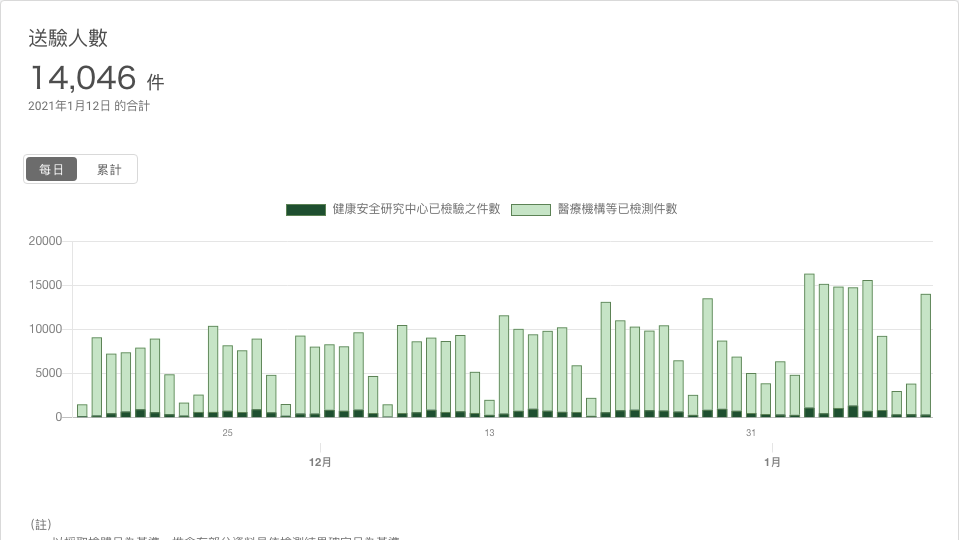 送驗人數
14,046 件
2021年1月12日 的合計
每日 累計
健康安全研究中心已檢驗之件數 醫療機構等已檢測件數
20000
15000
10000
5000
0
25 13 31
12月 1月
（註）